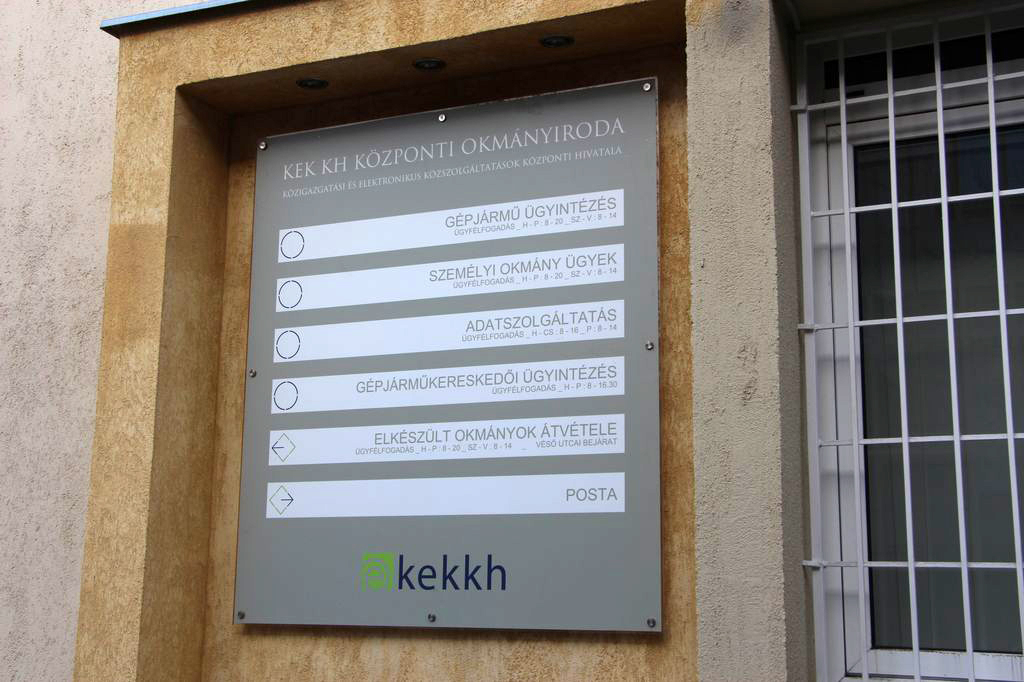 KEK KH KÖZPONTI OKMÁNYIRODA
KÖZIGAZGATÁSI ÉS ELEKTRONIKUS KÖZSZOLGÁLTATÁSOK KÖZPONTI HIVATALA
GÉPJÁRMŰ ÜGYINTÉZÉS
ÜGYFÉLFOGADÁS _ H - P : 8 - 20 _ SZ - V : 8 - 14
SZEMÉLYI OKMÁNY ÜGYEK
ÜGYFÉLFOGADÁS _ H - P : 8 - 20 _ SZ - V : 8 - 14
ADATSZOLGÁLTATÁS
ÜGYFÉLFOGADÁS _ H - CS : 8 - 16 _ P : 8 - 14
GÉPJÁRMŰKERESKEDŐI ÜGYINTÉZÉS
ÜGYFÉLFOGADÁS _ H - P : 8 - 16.30
ELKÉSZÜLT OKMÁNYOK ÁTVÉTELE
ÜGYFÉLFOGADÁS _ H - P : 8 - 20 _ SZ - V : 8 - 14 _ VÉSŐ UTCAI BEJÁRAT
POSTA
kekkh